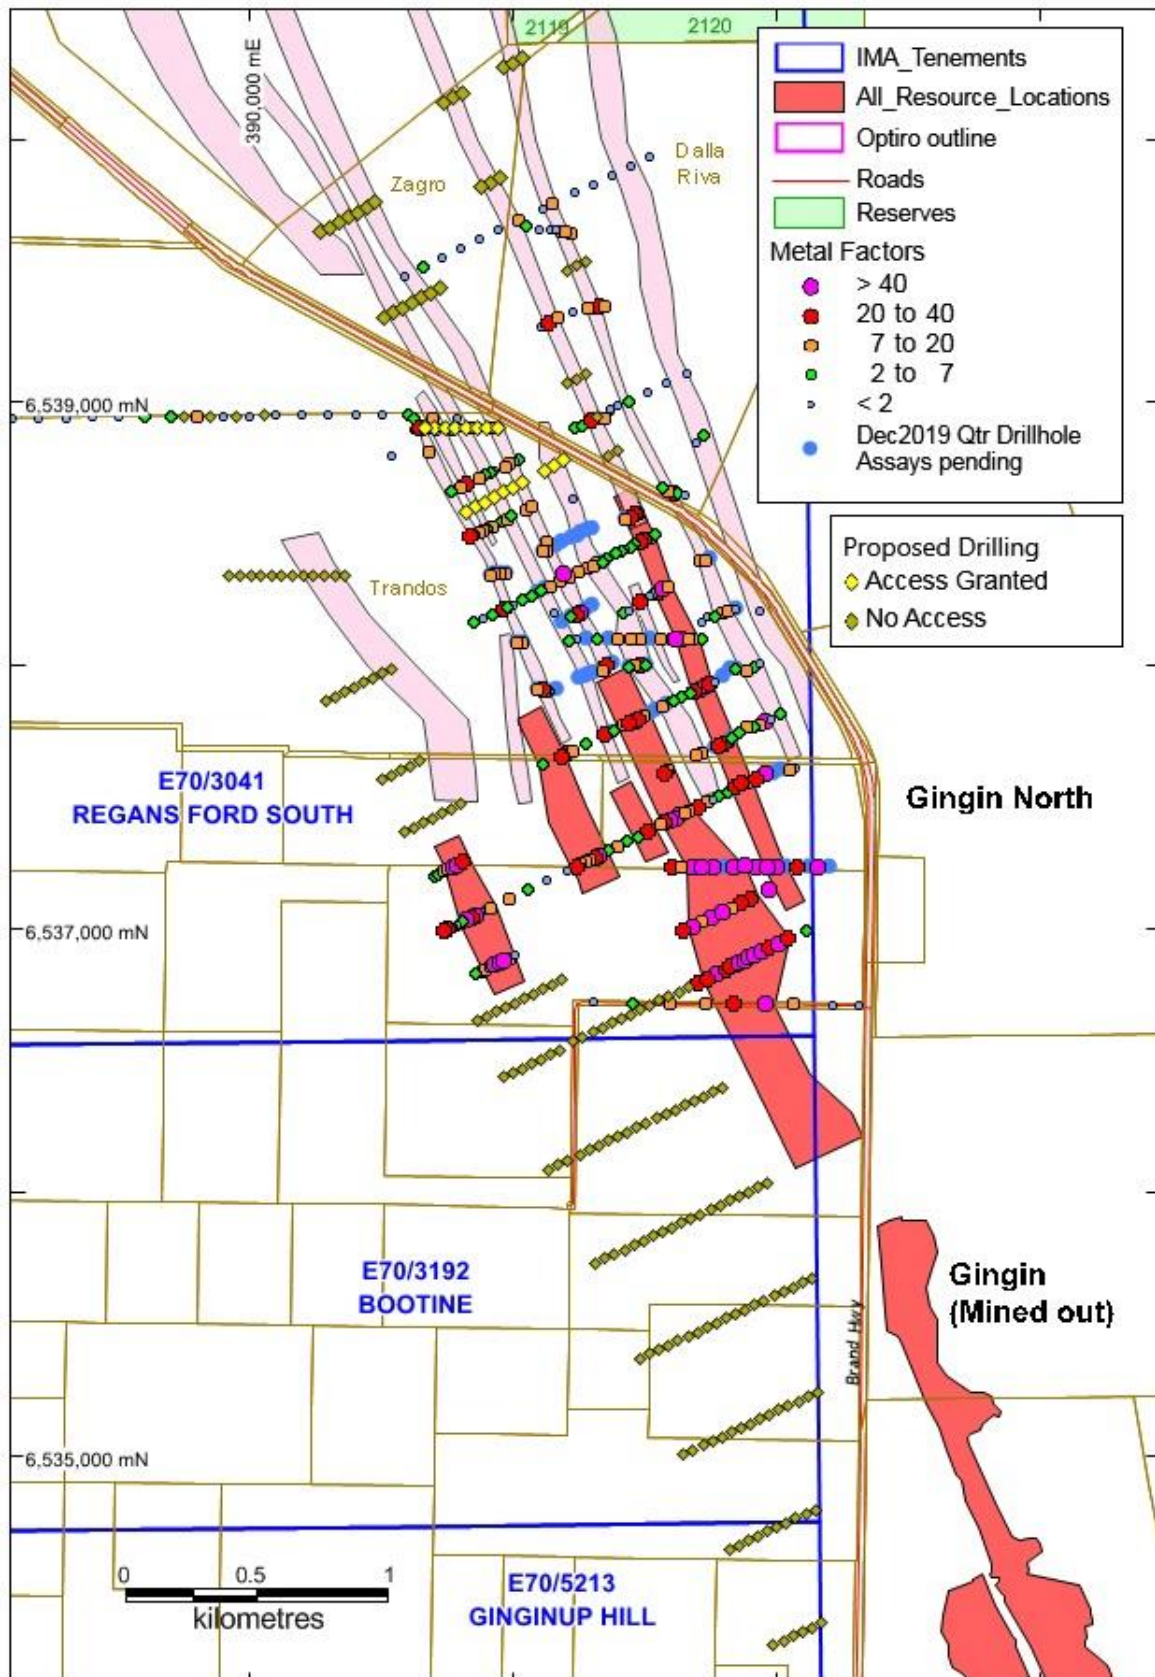 2119
2120
390,000 mE
IMA_Tenements
All_Resource_Locations
Optiro outline
Roads
Reserves
Metal Factors
> 40
20 to 40
7 to 20
2 to 7
< 2
Dec2019 Qtr Drillhole
Assays pending
Dalla
Riva
Zagro
6,539,000 mN
Proposed Drilling
Access Granted
No Access
Trandos
E70/3041
REGANS FORD SOUTH
Gingin North
6,537,000 mN
E70/3192
BOOTINE
Gingin
(Mined out)
Brand Hwy
6,535,000 mN
0 0.5 1
kilometres
E70/5213
GINGINUP HILL